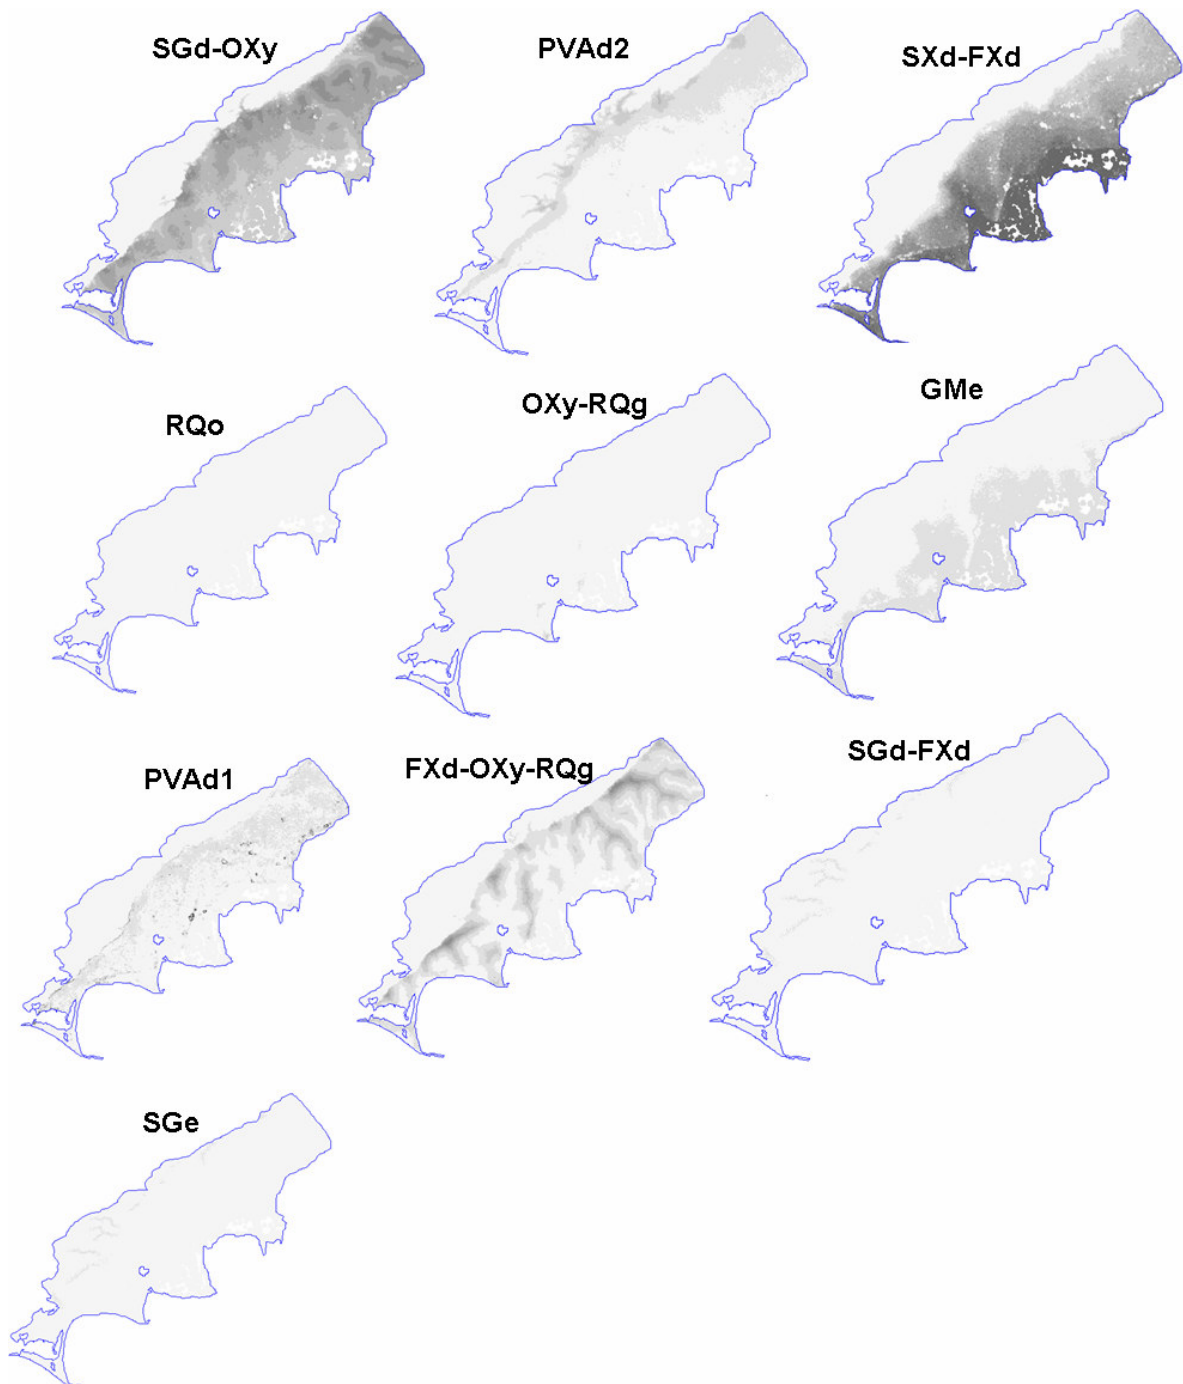 SGd-OXy
PVAd2
SXd-FXd
RQo
OXy-RQg
GMe
PVAd1
FXd-OXy-RQg
SGd-FXd
SGe